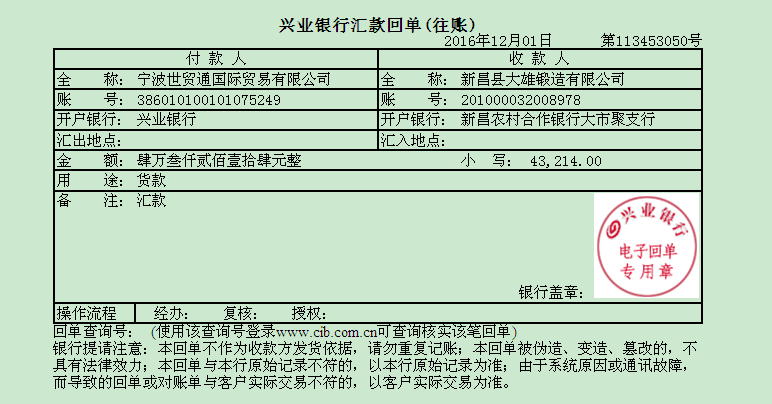 兴业银行汇款回单(往账)
2016年12月01日 第113453050号
付 款 人 收 款 人
全 称: 宁波世贸通国际贸易有限公司 全 称: 新昌县大雄锻造有限公司
账 号: 386010100101075249 账 号: 201000032008978
开户银行: 兴业银行 开户银行: 新昌农村合作银行大市聚支行
汇出地点: 汇入地点:
金 额: 肆万叁仟贰佰壹拾肆元整 小 写: 43,214.00
用 途: 货款
备 注: 汇款
兴业银行
电子回单
专用章
银行盖章:
操作流程 经办: 复核: 授权:
回单查询号: (使用该查询号登录www.cib.com.cn可查询核实该笔回单)
银行提请注意: 本回单不作为收款方发货依据, 请勿重复记账; 本回单被伪造、变造、篡改的, 不
具有法律效力; 本回单与本行原始记录不符的, 以本行原始记录为准; 由于系统原因或通讯故障,
而导致的回单或对账单与客户实际交易不符的, 以客户实际交易为准。